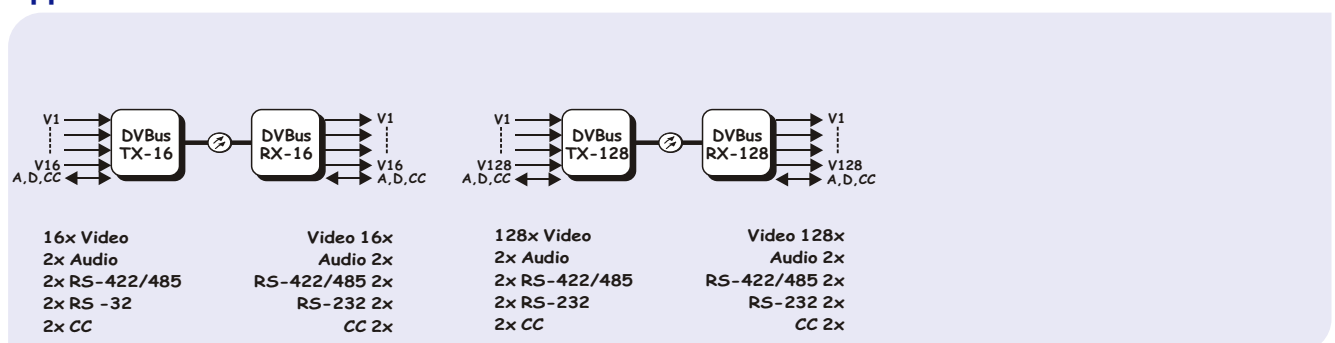 V1
V16
A,D,CC
DVBus
TX-16
DVBus
RX-16
V1
V16
A,D,CC
16x Video
2x Audio
2x RS-422/485
2x RS -32
2x CC
Video 16x
Audio 2x
RS-422/485 2x
RS-232 2x
CC 2x
V1
V128
A,D,CC
DVBus
TX-128
DVBus
RX-128
V1
V128
A,D,CC
128x Video
2x Audio
2x RS-422/485
2x RS-232
2x CC
Video 128x
Audio 2x
RS-422/485 2x
RS-232 2x
CC 2x